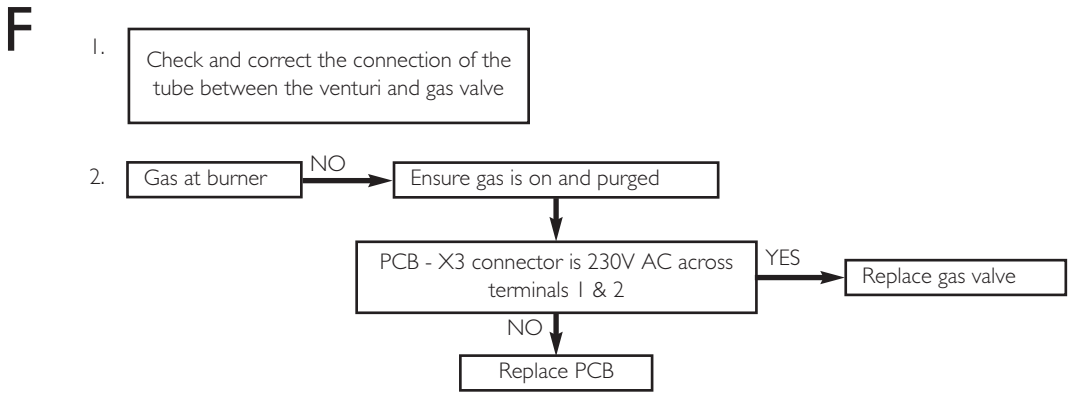 F
1.
Check and correct the connection of the
tube between the venturi and gas valve
2.
Gas at burner
NO
Ensure gas is on and purged
PCB - X3 connector is 230V AC across
terminals 1 & 2
YES
Replace gas valve
NO
Replace PCB